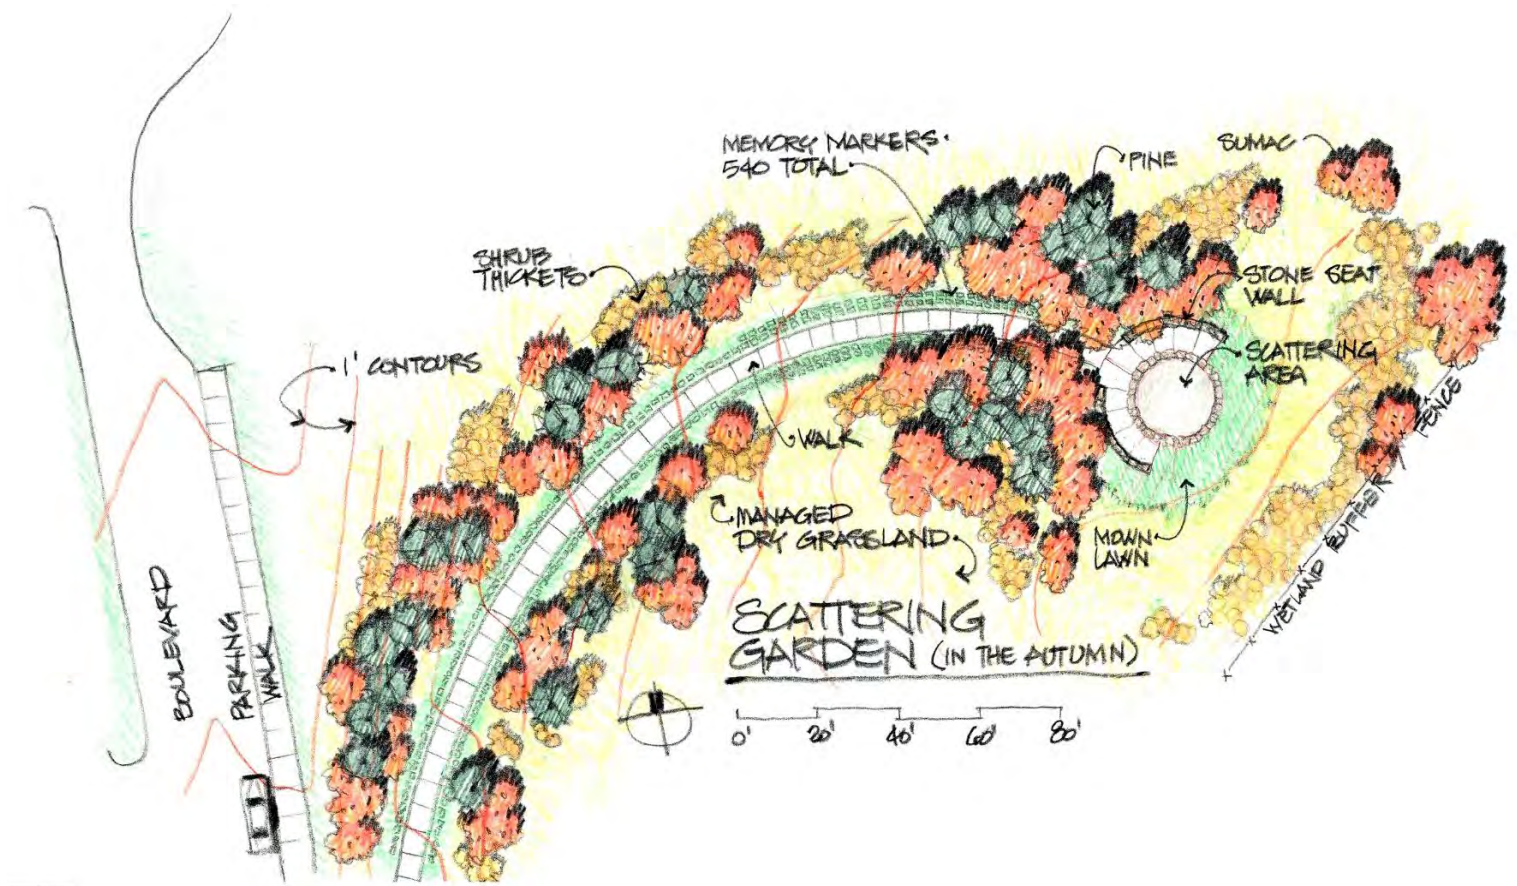 MEMORY MARKERS·
540 TOTAL
PINE
SUMAC
SHRUB
THICKETS
STONE SEAT
WALL
1' CONTOURS
SCATTERING
AREA
WALK
FENCE
MANAGED
DRY GRASSLAND
MOWN
LAWN
WETLAND BUFFER
BOULEVARD
PARKING
WALK
SCATTERING
GARDEN (IN THE AUTUMN)
0' 20' 40' 60' 80'